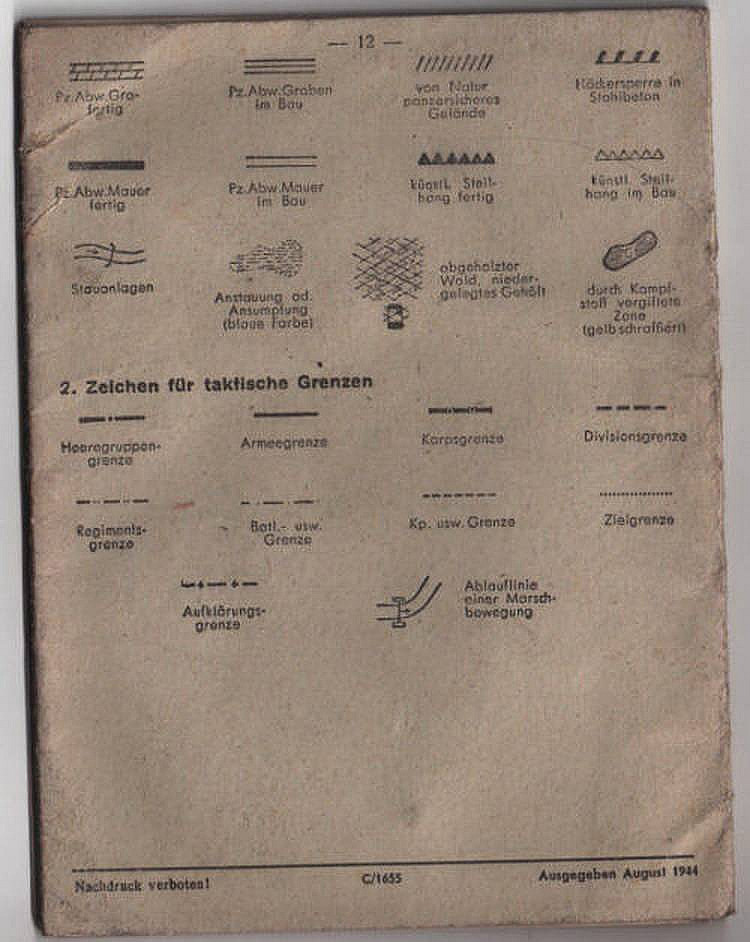 — 12 —
Pz.Abw.Gra-
fertig
Pz.Abw.Graben
im Bau
von Natur
panzersicheres
Gelände
Höckersperre in
Stahlbeton
Pz.Abw.Mauer
fertig
Pz.Abw.Mauer
im Bau
künstl. Steil-
hang fertig
künstl. Steil-
hang im Bau
Stauanlagen
Anstauung od.
Ansumpfung
(blaue Farbe)
abgeholzter
Wald, nieder-
gelegtes Gehölt
durch Kampf-
stoff vergiftete
Zone
(gelb schraffiert)
2. Zeichen für taktische Grenzen
Heeresgruppen-
grenze
Armeegrenze
Korpsgrenze
Divisionsgrenze
Regiments-
grenze
Batl.- usw.
Grenze
Kp. usw. Grenze
Zielgrenze
Aufklärungs-
grenze
Ablauflinie
einer Marsch-
bewegung
Nachdruck verboten!
C/1655
Ausgegeben August 1944